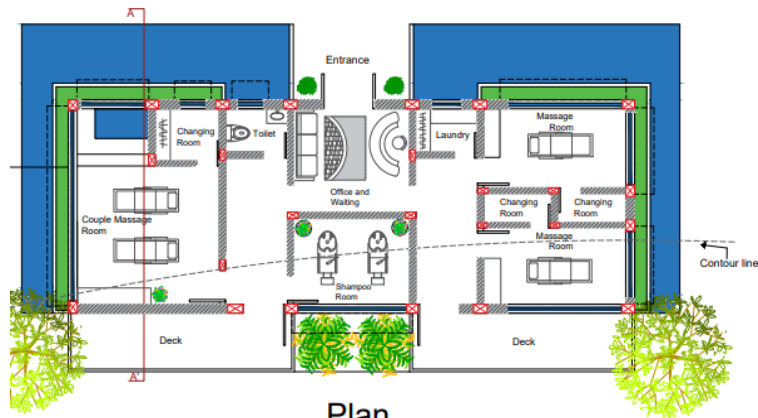 A
Entrance
Changing
Room
Toilet
Laundry
Massage
Room
Office and
Waiting
Couple Massage
Room
Changing
Room
Changing
Room
Massage
Room
Contour line
Shampoo
Room
Deck
Deck
A'
Plan